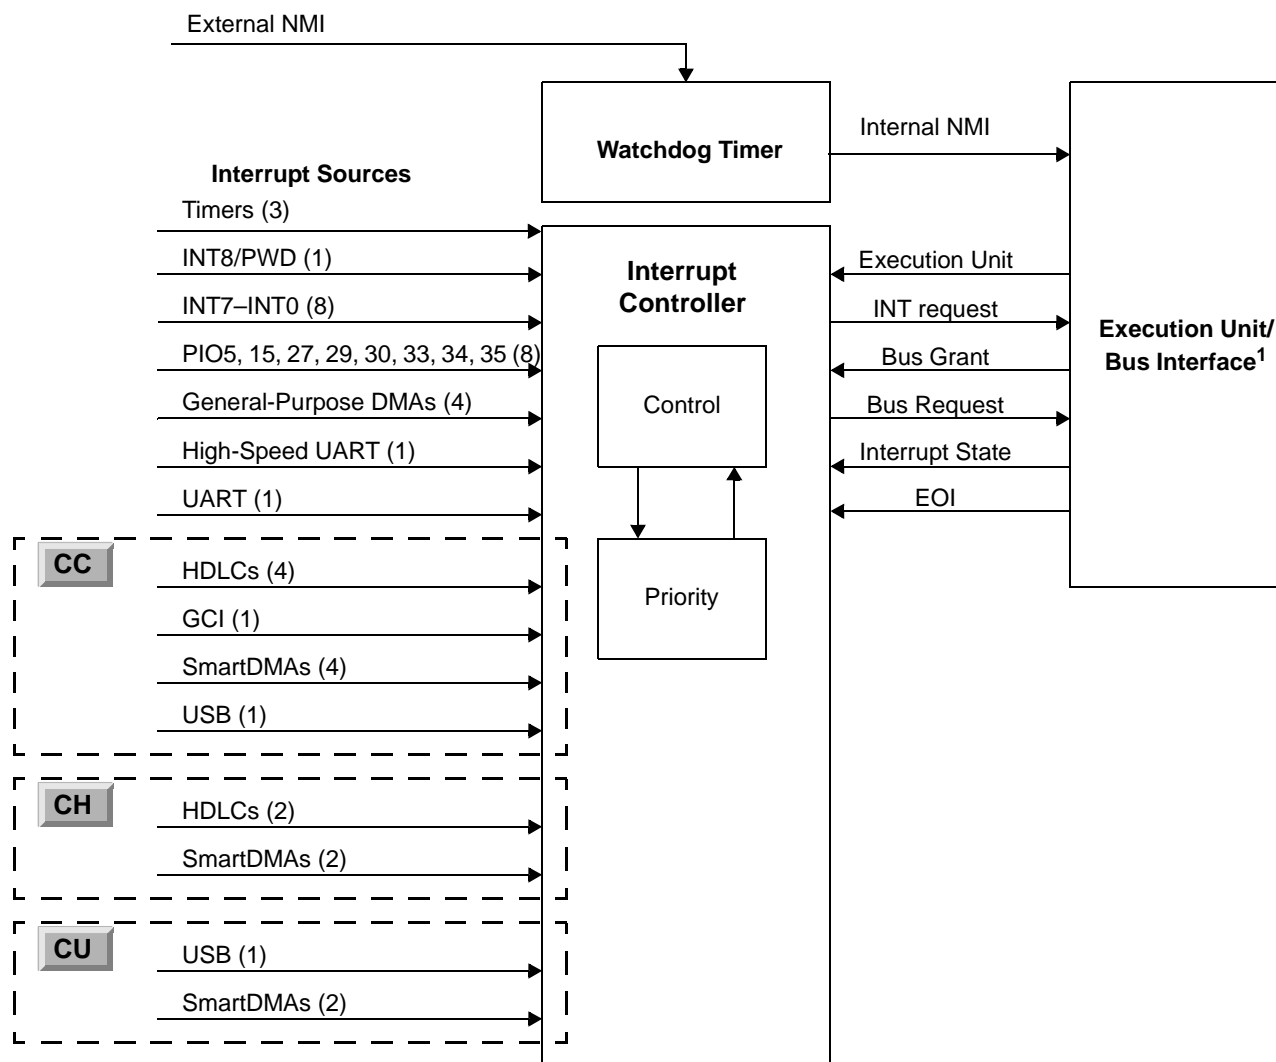 External NMI
Watchdog Timer
Internal NMI
Interrupt Sources
Timers (3)
INT8/PWD (1)
INT7–INT0 (8)
PIO5, 15, 27, 29, 30, 33, 34, 35 (8)
General-Purpose DMAs (4)
High-Speed UART (1)
UART (1)
CC
HDLCs (4)
GCI (1)
SmartDMAs (4)
USB (1)
CH
HDLCs (2)
SmartDMAs (2)
CU
USB (1)
SmartDMAs (2)
Interrupt
Controller
Control
Priority
Execution Unit
INT request
Bus Grant
Bus Request
Interrupt State
EOI
Execution Unit/
Bus Interface1